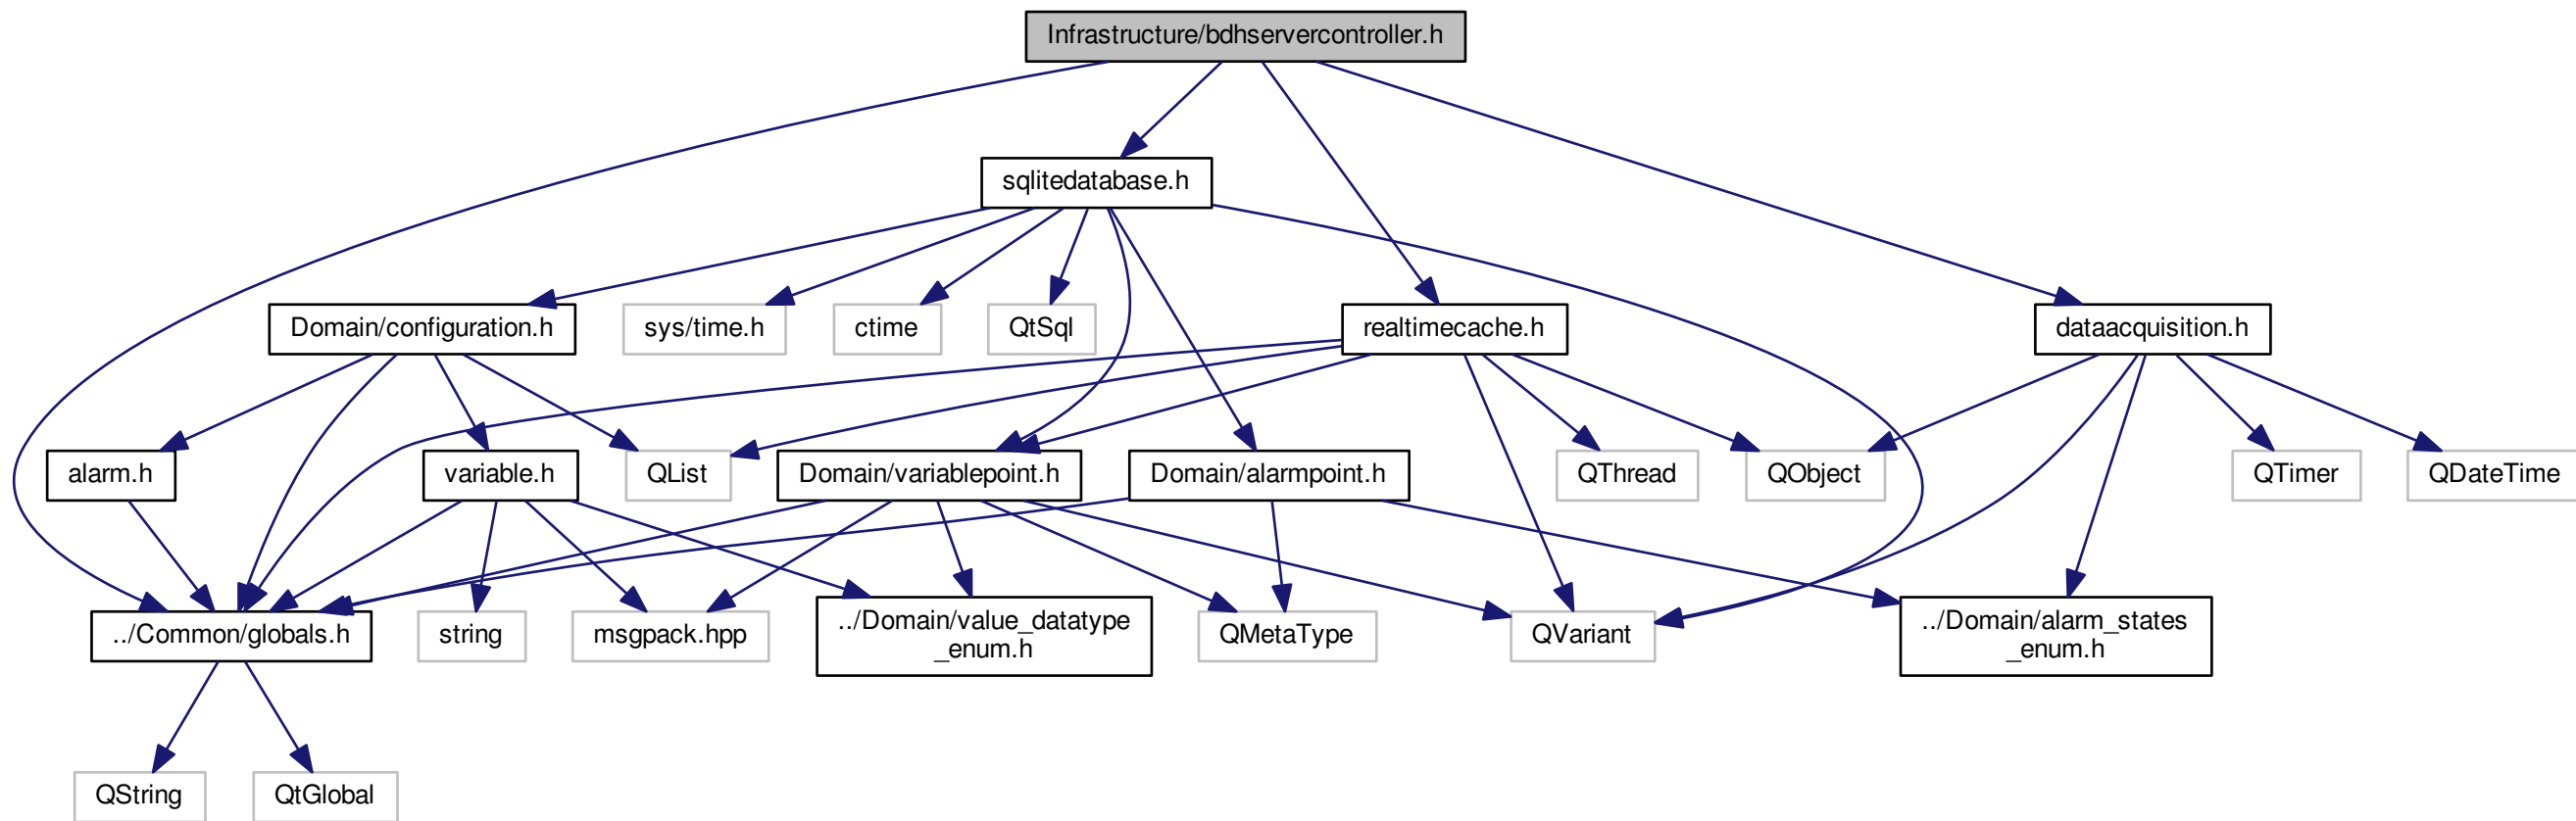 Infrastructure/bdhservercontroller.h
sqlitedatabase.h
Domain/configuration.h
sys/time.h
ctime
QtSql
realtimecache.h
dataacquisition.h
alarm.h
variable.h
QList
Domain/variablepoint.h
Domain/alarmpoint.h
QThread
QObject
QTimer
QDateTime
../Common/globals.h
string
msgpack.hpp
../Domain/value_datatype
_enum.h
QMetaType
QVariant
../Domain/alarm_states
_enum.h
QString
QtGlobal